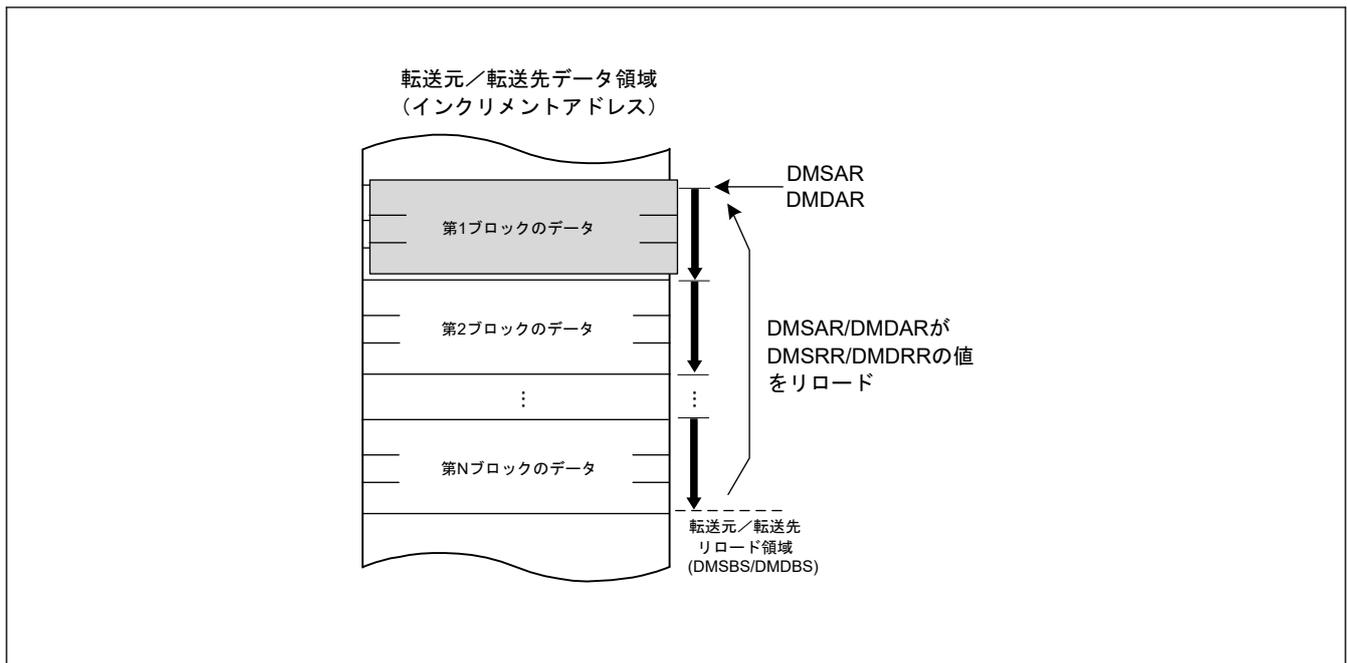 転送元／転送先データ領域
（インクリメントアドレス）
DMSAR
DMDAR
第1ブロックのデータ
第2ブロックのデータ
DMSAR/DMDARが
DMSRR/DMDRRの値
をリロード
⋮ ⋮
第Nブロックのデータ
転送元／転送先
リロード領域
(DMSBS/DMDBS)